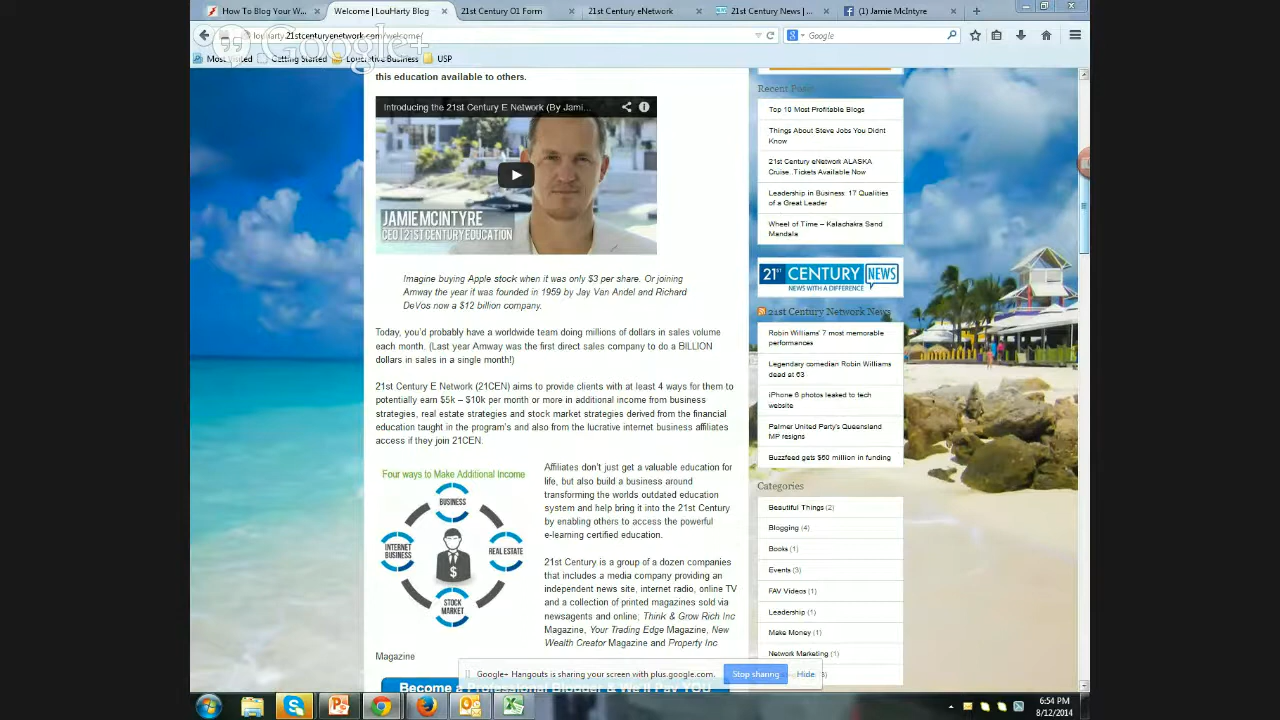 How To Blog Your W...
Welcome | LouHarty Blog
21st Century O1 Form
21st Century eNetwork
21st Century News | ...
(1) Jamie McIntyre
louharty.21stcenturyenetwork.com/welcome/
Google
Google+
Most Visited
Getting Started
Lou
Business
USP
this education available to others.
Introducing the 21st Century E Network (By Jami...
JAMIE MCINTYRE
CEO | 21ST CENTURY EDUCATION
Imagine buying Apple stock when it was only $3 per share. Or joining
Amway the year it was founded in 1959 by Jay Van Andel and Richard
DeVos now a $12 billion company.
Today, you'd probably have a worldwide team doing millions of dollars in sales volume
each month. (Last year Amway was the first direct sales company to do a BILLION
dollars in sales in a single month!)
21st Century E Network (21CEN) aims to provide clients with at least 4 ways for them to
potentially earn $5k – $10k per month or more in additional income from business
strategies, real estate strategies and stock market strategies derived from the financial
education taught in the program's and also from the lucrative internet business affiliates
access if they join 21CEN.
Four ways to Make Additional Income
BUSINESS
INTERNET
BUSINESS
REAL ESTATE
$
STOCK
MARKET
Affiliates don't just get a valuable education for
life, but also build a business around
transforming the worlds outdated education
system and help bring it into the 21st Century
by enabling others to access the powerful
e-learning certified education.
21st Century is a group of a dozen companies
that includes a media company providing an
independent news site, internet radio, online TV
and a collection of printed magazines sold via
newsagents and online; Think & Grow Rich Inc
Magazine, Your Trading Edge Magazine, New
Wealth Creator Magazine and Property Inc
Magazine
Become a Professional Blogger & We'll Pay YOU
Recent Posts
Top 10 Most Profitable Blogs
Things About Steve Jobs You Didnt
Know
21st Century eNetwork ALASKA
Cruise ..Tickets Available Now
Leadership in Business: 17 Qualities
of a Great Leader
Wheel of Time – Kalachakra Sand
Mandala
21ST CENTURY NEWS
NEWS WITH A DIFFERENCE
21st Century Network News
Robin Williams' 7 most memorable
performances
Legendary comedian Robin Williams
dead at 63
iPhone 6 photos leaked to tech
website
Palmer United Party's Queensland
MP resigns
Buzzfeed gets $60 million in funding
Categories
Beautiful Things (2)
Blogging (4)
Books (1)
Events (3)
FAV Videos (1)
Leadership (1)
Make Money (1)
Network Marketing (1)
Google+ Hangouts is sharing your screen with plus.google.com.
Stop sharing
Hide
6:54 PM
8/12/2014